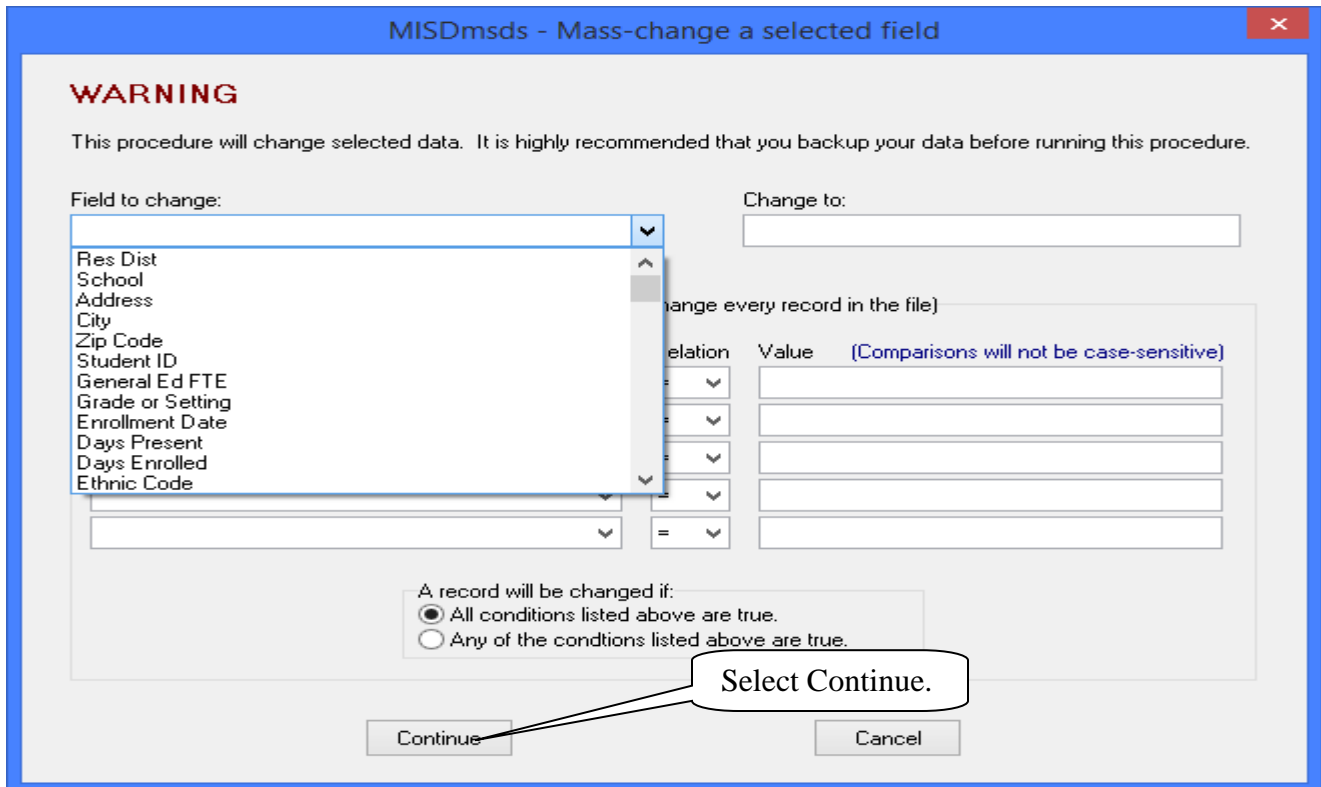 MISDmsds - Mass-change a selected field
WARNING
This procedure will change selected data. It is highly recommended that you backup your data before running this procedure.
Field to change:
Change to:
Res Dist
School
Address
City
Zip Code
Student ID
General Ed FTE
Grade or Setting
Enrollment Date
Days Present
Days Enrolled
Ethnic Code
every record in the file)
Value (Comparisons will not be case-sensitive)
=
=
A record will be changed if:
All conditions listed above are true.
Any of the condtions listed above are true.
Select Continue.
Continue
Cancel